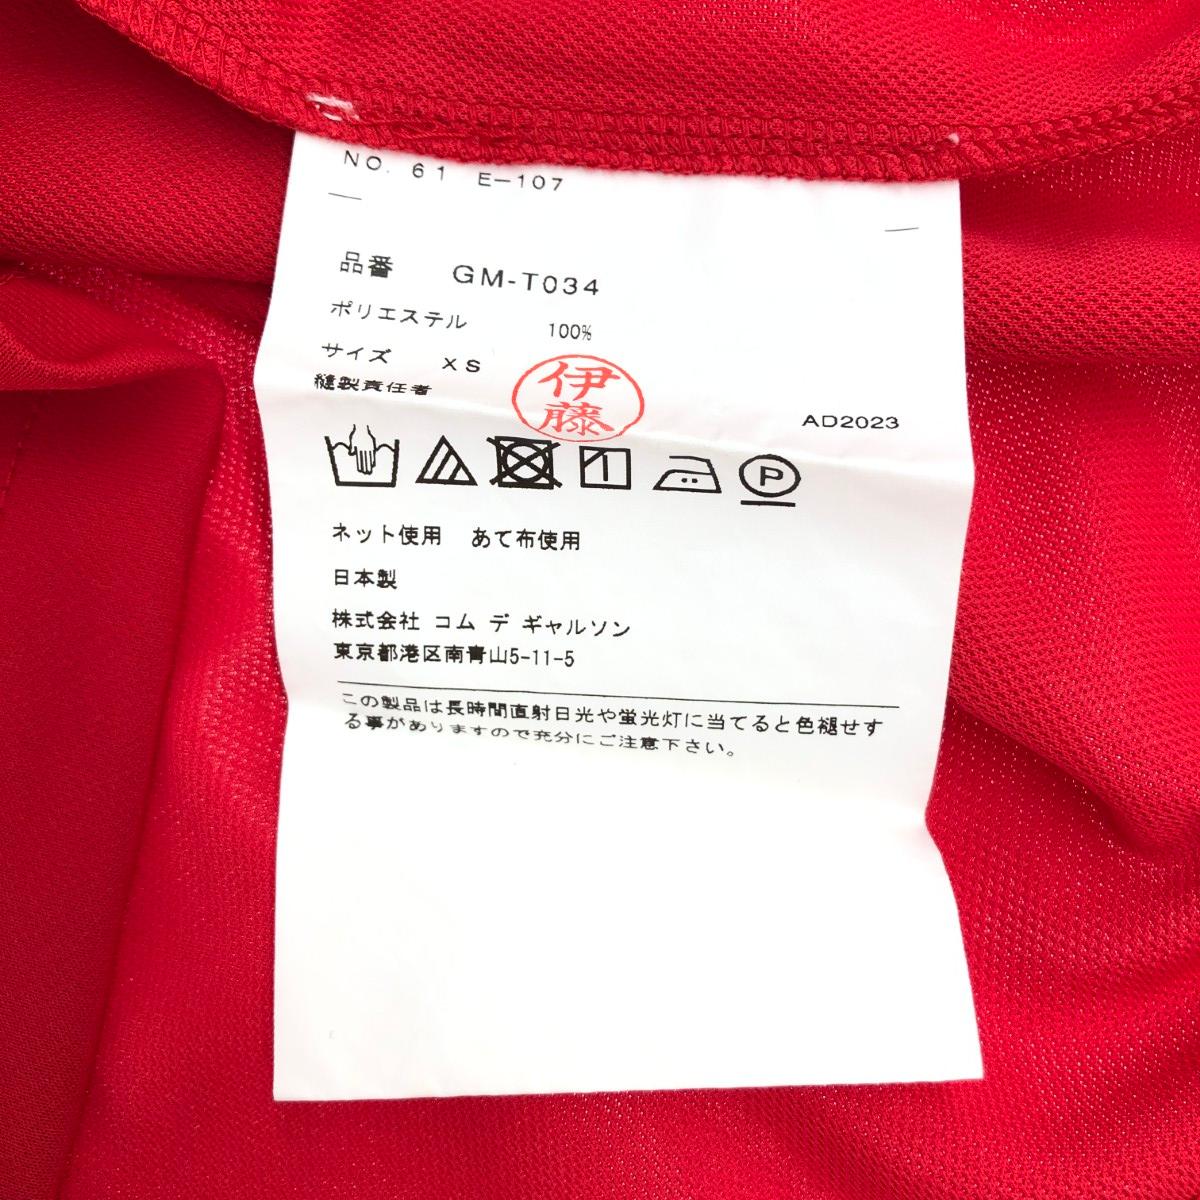 NO. 61 E-107
品番 GM-T034
ポリエステル 100%
サイズ XS
縫製責任者 伊藤
AD2023
P
ネット使用 あて布使用
日本製
株式会社 コム デ ギャルソン
東京都港区南青山5-11-5
この製品は長時間直射日光や蛍光灯に当てると色褪せす
る事がありますので充分にご注意下さい。